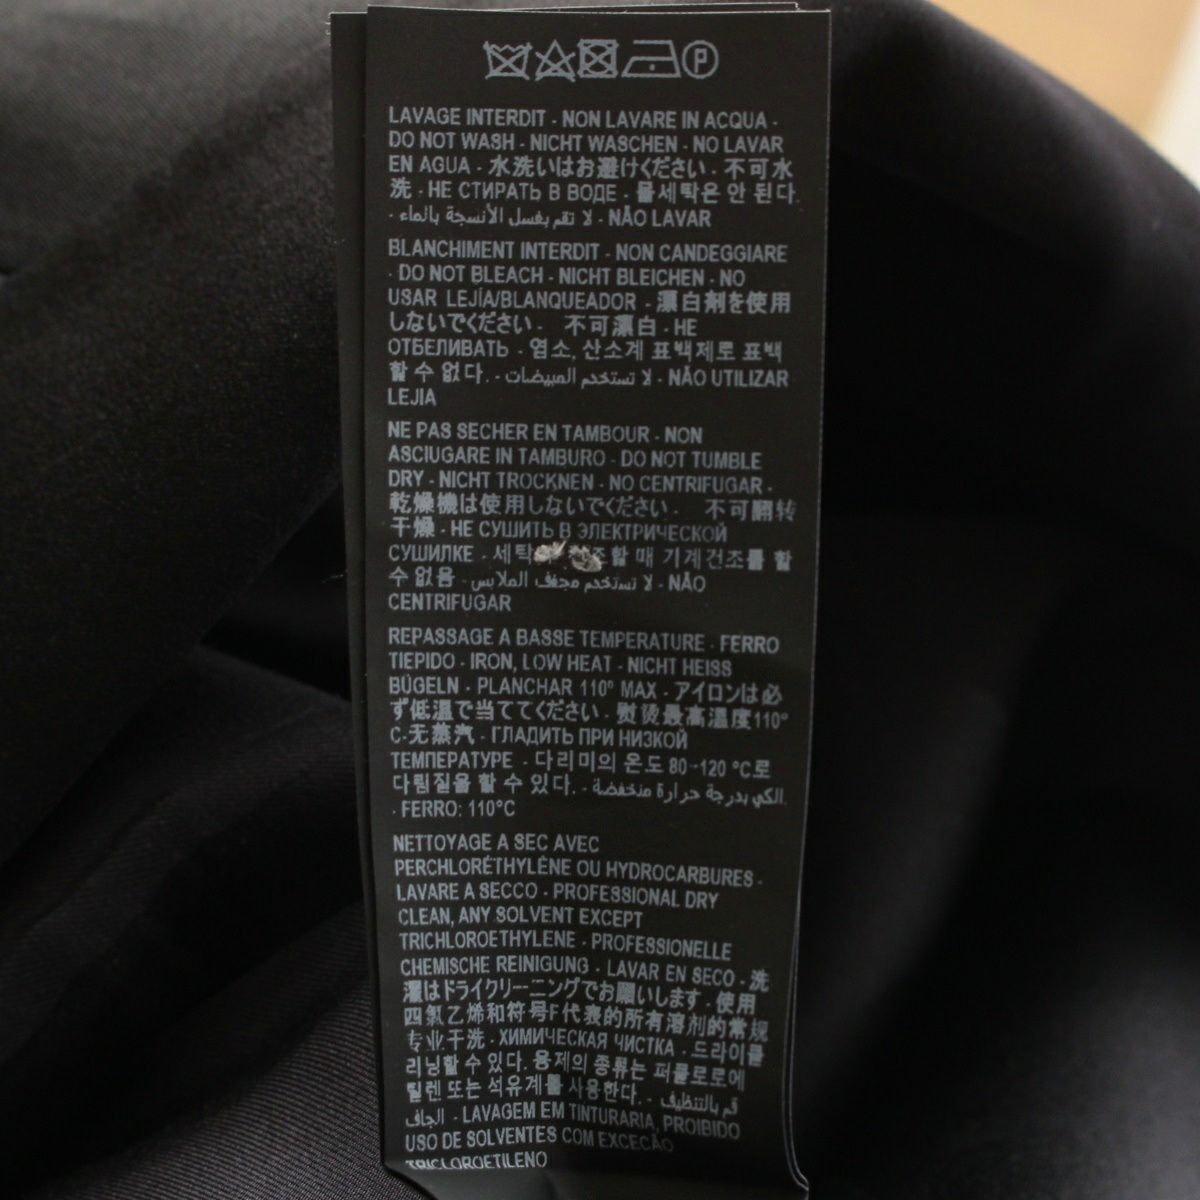 P
LAVAGE INTERDIT - NON LAVARE IN ACQUA -
DO NOT WASH - NICHT WASCHEN - NO LAVAR
EN AGUA - 水洗いはお避けください - 不可水
洗 - НЕ СТИРАТЬ В ВОДЕ - 물세탁은 안 된다.
- لا تقم بغسل الأنسجة بالماء - NÃO LAVAR
BLANCHIMENT INTERDIT - NON CANDEGGIARE
- DO NOT BLEACH - NICHT BLEICHEN - NO
USAR LEJÍA/BLANQUEADOR - 漂白剤を使用
しないでください - 不可漂白 - НЕ
ОТБЕЛИВАТЬ - 염소, 산소계 표백제로 표백
할 수 없다. - لا تستخدم المبيضات - NÃO UTILIZAR
LEJIA
NE PAS SECHER EN TAMBOUR - NON
ASCIUGARE IN TAMBURO - DO NOT TUMBLE
DRY - NICHT TROCKNEN - NO CENTRIFUGAR -
乾燥機は使用しないでください. 不可翻转
干燥 - НЕ СУШИТЬ В ЭЛЕКТРИЧЕСКОЙ
СУШИЛКЕ - 할 때 기계건조를 할
수 없음 - لا تستخدم مجفف الملابس - NÃO
CENTRIFUGAR
REPASSAGE A BASSE TEMPERATURE - FERRO
TIEPIDO - IRON, LOW HEAT - NICHT HEISS
BÜGELN - PLANCHAR 110º MAX - アイロンは必
ず低温で当ててください - 熨烫最高温度110°
C-无蒸汽 - ГЛАДИТЬ ПРИ НИЗКОЙ
ТЕМПЕРАТУРЕ - 다리미의 온도 80~120 °C로
다림질을 할 수 있다. - الكي بدرجة حرارة منخفضة.
- FERRO: 110°C
NETTOYAGE A SEC AVEC
PERCHLORÉTHYLÈNE OU HYDROCARBURES -
LAVARE A SECCO - PROFESSIONAL DRY
CLEAN, ANY SOLVENT EXCEPT
TRICHLOROETHYLENE - PROFESSIONELLE
CHEMISCHE REINIGUNG - LAVAR EN SECO - 洗
濯はドライクリーニングでお願いします - 使用
四氯乙烯和符号F代表的所有溶剂的常规
专业干洗 - ХИМИЧЕСКАЯ ЧИСТКА - 드라이클
리닝할 수 있다. 용제의 종류는 퍼클로로에
틸렌 또는 석유계를 사용한다. - قم بالتنظيف
الجاف - LAVAGEM EM TINTURARIA, PROIBIDO
USO DE SOLVENTES COM EXCECÃO
TRICLOROETILENO